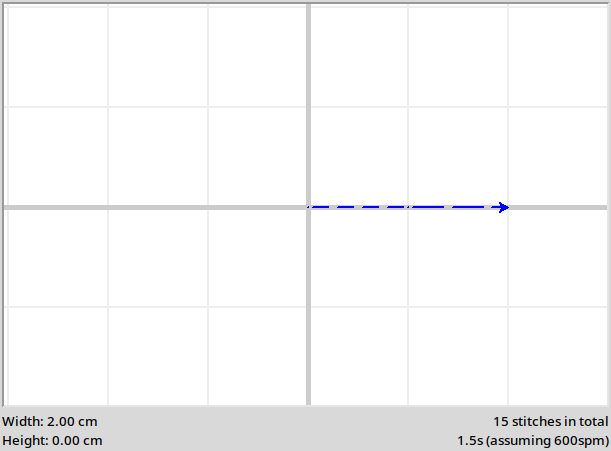 Width: 2.00 cm
15 stitches in total
Height: 0.00 cm
1.5s (assuming 600spm)